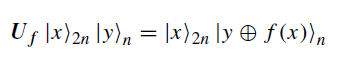 U_f |x⟩_{2n} |y⟩_n = |x⟩_{2n} |y ⊕ f(x)⟩_n